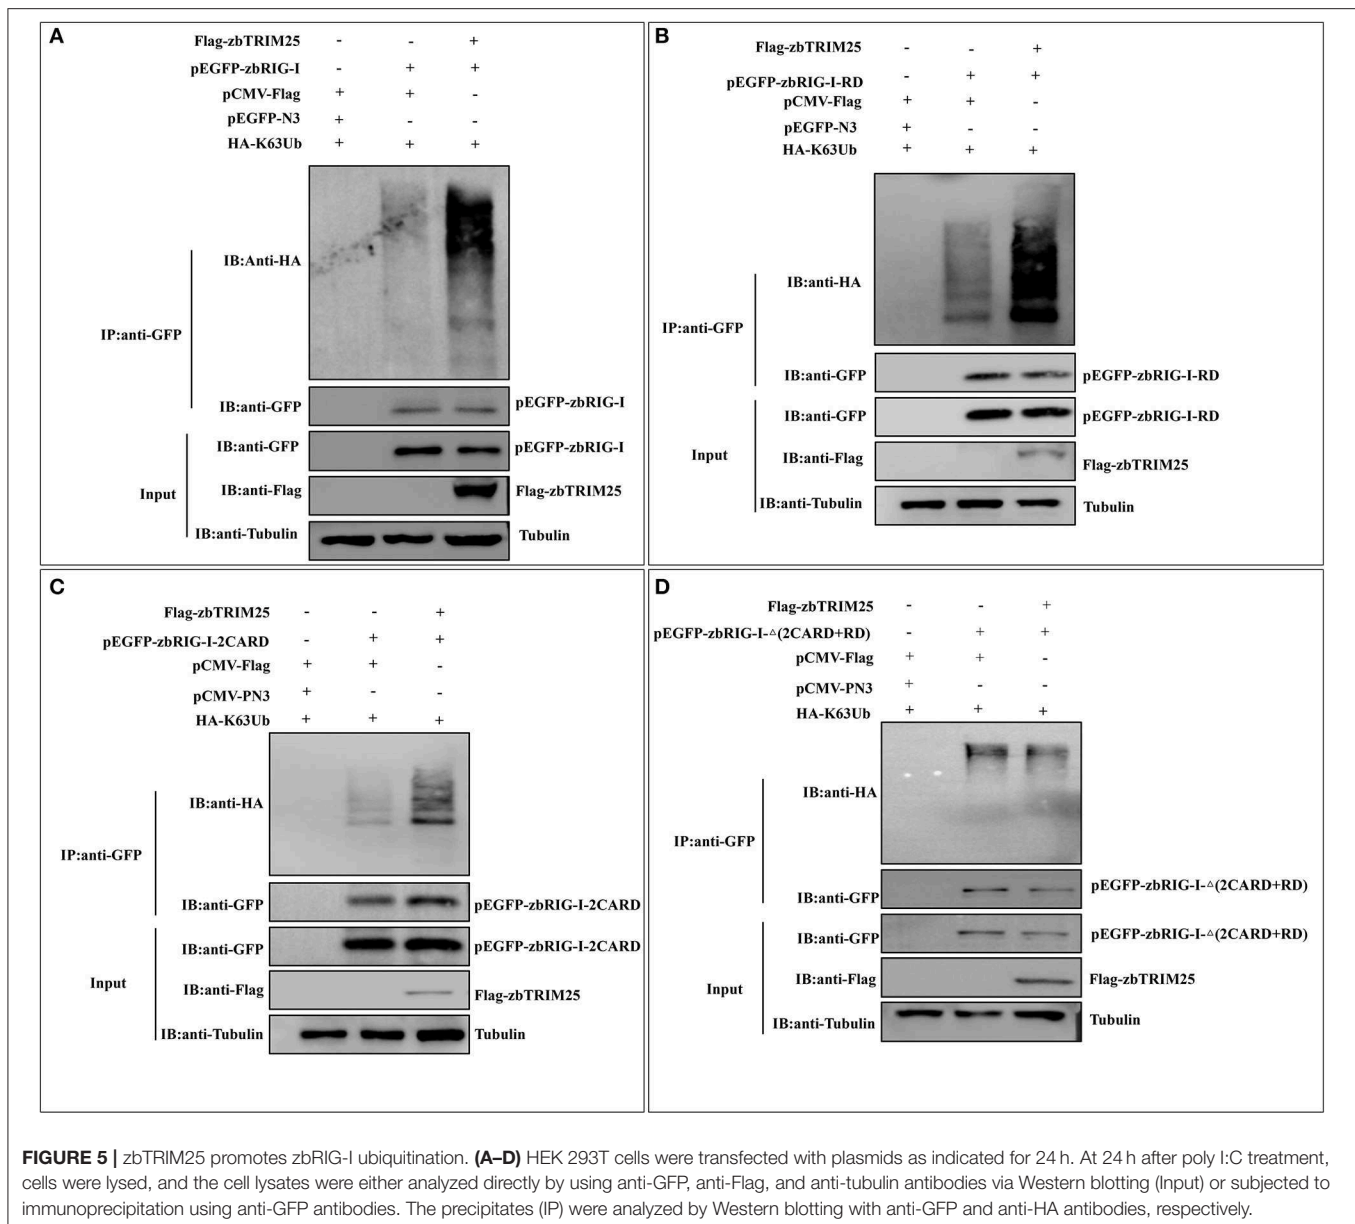 A
Flag-zbTRIM25 - - +
pEGFP-zbRIG-I - + +
pCMV-Flag + + -
pEGFP-N3 + - -
HA-K63Ub + + +
IB:Anti-HA
IP:anti-GFP
IB:anti-GFP pEGFP-zbRIG-I
IB:anti-GFP pEGFP-zbRIG-I
Input IB:anti-Flag Flag-zbTRIM25
IB:anti-Tubulin Tubulin
B
Flag-zbTRIM25 - - +
pEGFP-zbRIG-I-RD - + +
pCMV-Flag + + -
pEGFP-N3 + - -
HA-K63Ub + + +
IB:anti-HA
IP:anti-GFP
IB:anti-GFP pEGFP-zbRIG-I-RD
IB:anti-GFP pEGFP-zbRIG-I-RD
Input IB:anti-Flag Flag-zbTRIM25
IB:anti-Tubulin Tubulin
C
Flag-zbTRIM25 - - +
pEGFP-zbRIG-I-2CARD - + +
pCMV-Flag + + -
pCMV-PN3 + - -
HA-K63Ub + + +
IB:anti-HA
IP:anti-GFP
IB:anti-GFP pEGFP-zbRIG-I-2CARD
IB:anti-GFP pEGFP-zbRIG-I-2CARD
Input IB:anti-Flag Flag-zbTRIM25
IB:anti-Tubulin Tubulin
D
Flag-zbTRIM25 - - +
pEGFP-zbRIG-I-△(2CARD+RD) - + +
pCMV-Flag + + -
pCMV-PN3 + - -
HA-K63Ub + + +
IB:anti-HA
IP:anti-GFP
IB:anti-GFP pEGFP-zbRIG-I-△(2CARD+RD)
IB:anti-GFP pEGFP-zbRIG-I-△(2CARD+RD)
Input IB:anti-Flag Flag-zbTRIM25
IB:anti-Tubulin Tubulin
FIGURE 5 | zbTRIM25 promotes zbRIG-I ubiquitination. (A–D) HEK 293T cells were transfected with plasmids as indicated for 24 h. At 24 h after poly I:C treatment,
cells were lysed, and the cell lysates were either analyzed directly by using anti-GFP, anti-Flag, and anti-tubulin antibodies via Western blotting (Input) or subjected to
immunoprecipitation using anti-GFP antibodies. The precipitates (IP) were analyzed by Western blotting with anti-GFP and anti-HA antibodies, respectively.